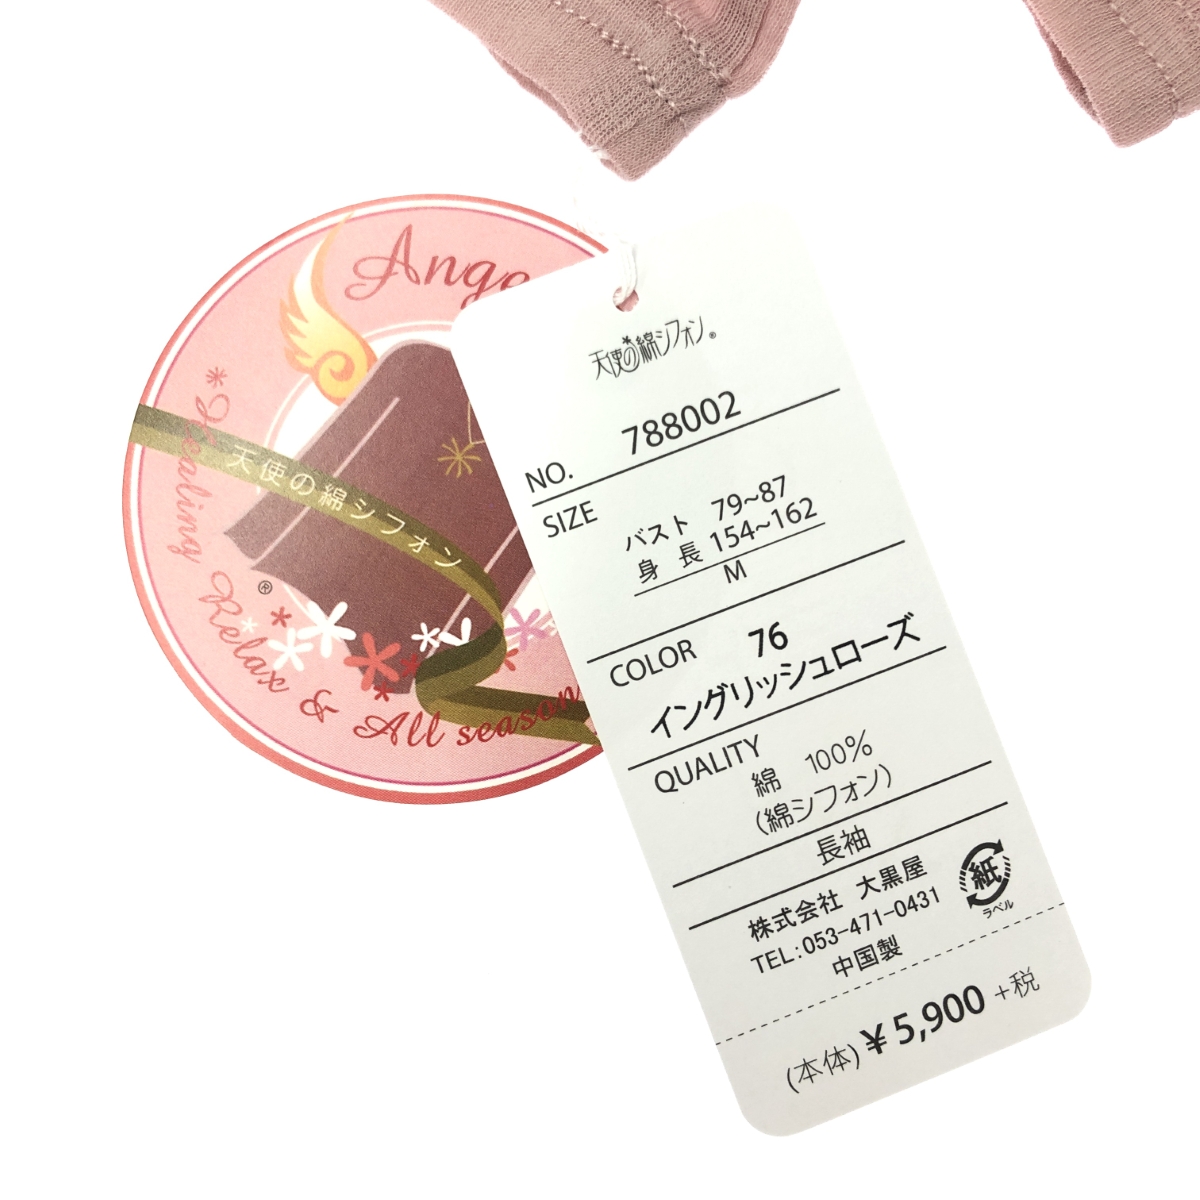 Ange
天使の綿シフォン
®
*Healing Relax & All season
天使の綿シフォン®
NO. 788002
SIZE
バスト 79~87
身長 154~162
M
COLOR 76
イングリッシュローズ
QUALITY
綿 100%
(綿シフォン)
長袖
株式会社 大黒屋
TEL:053-471-0431
中国製
紙
ラベル
(本体) ¥5,900 +税